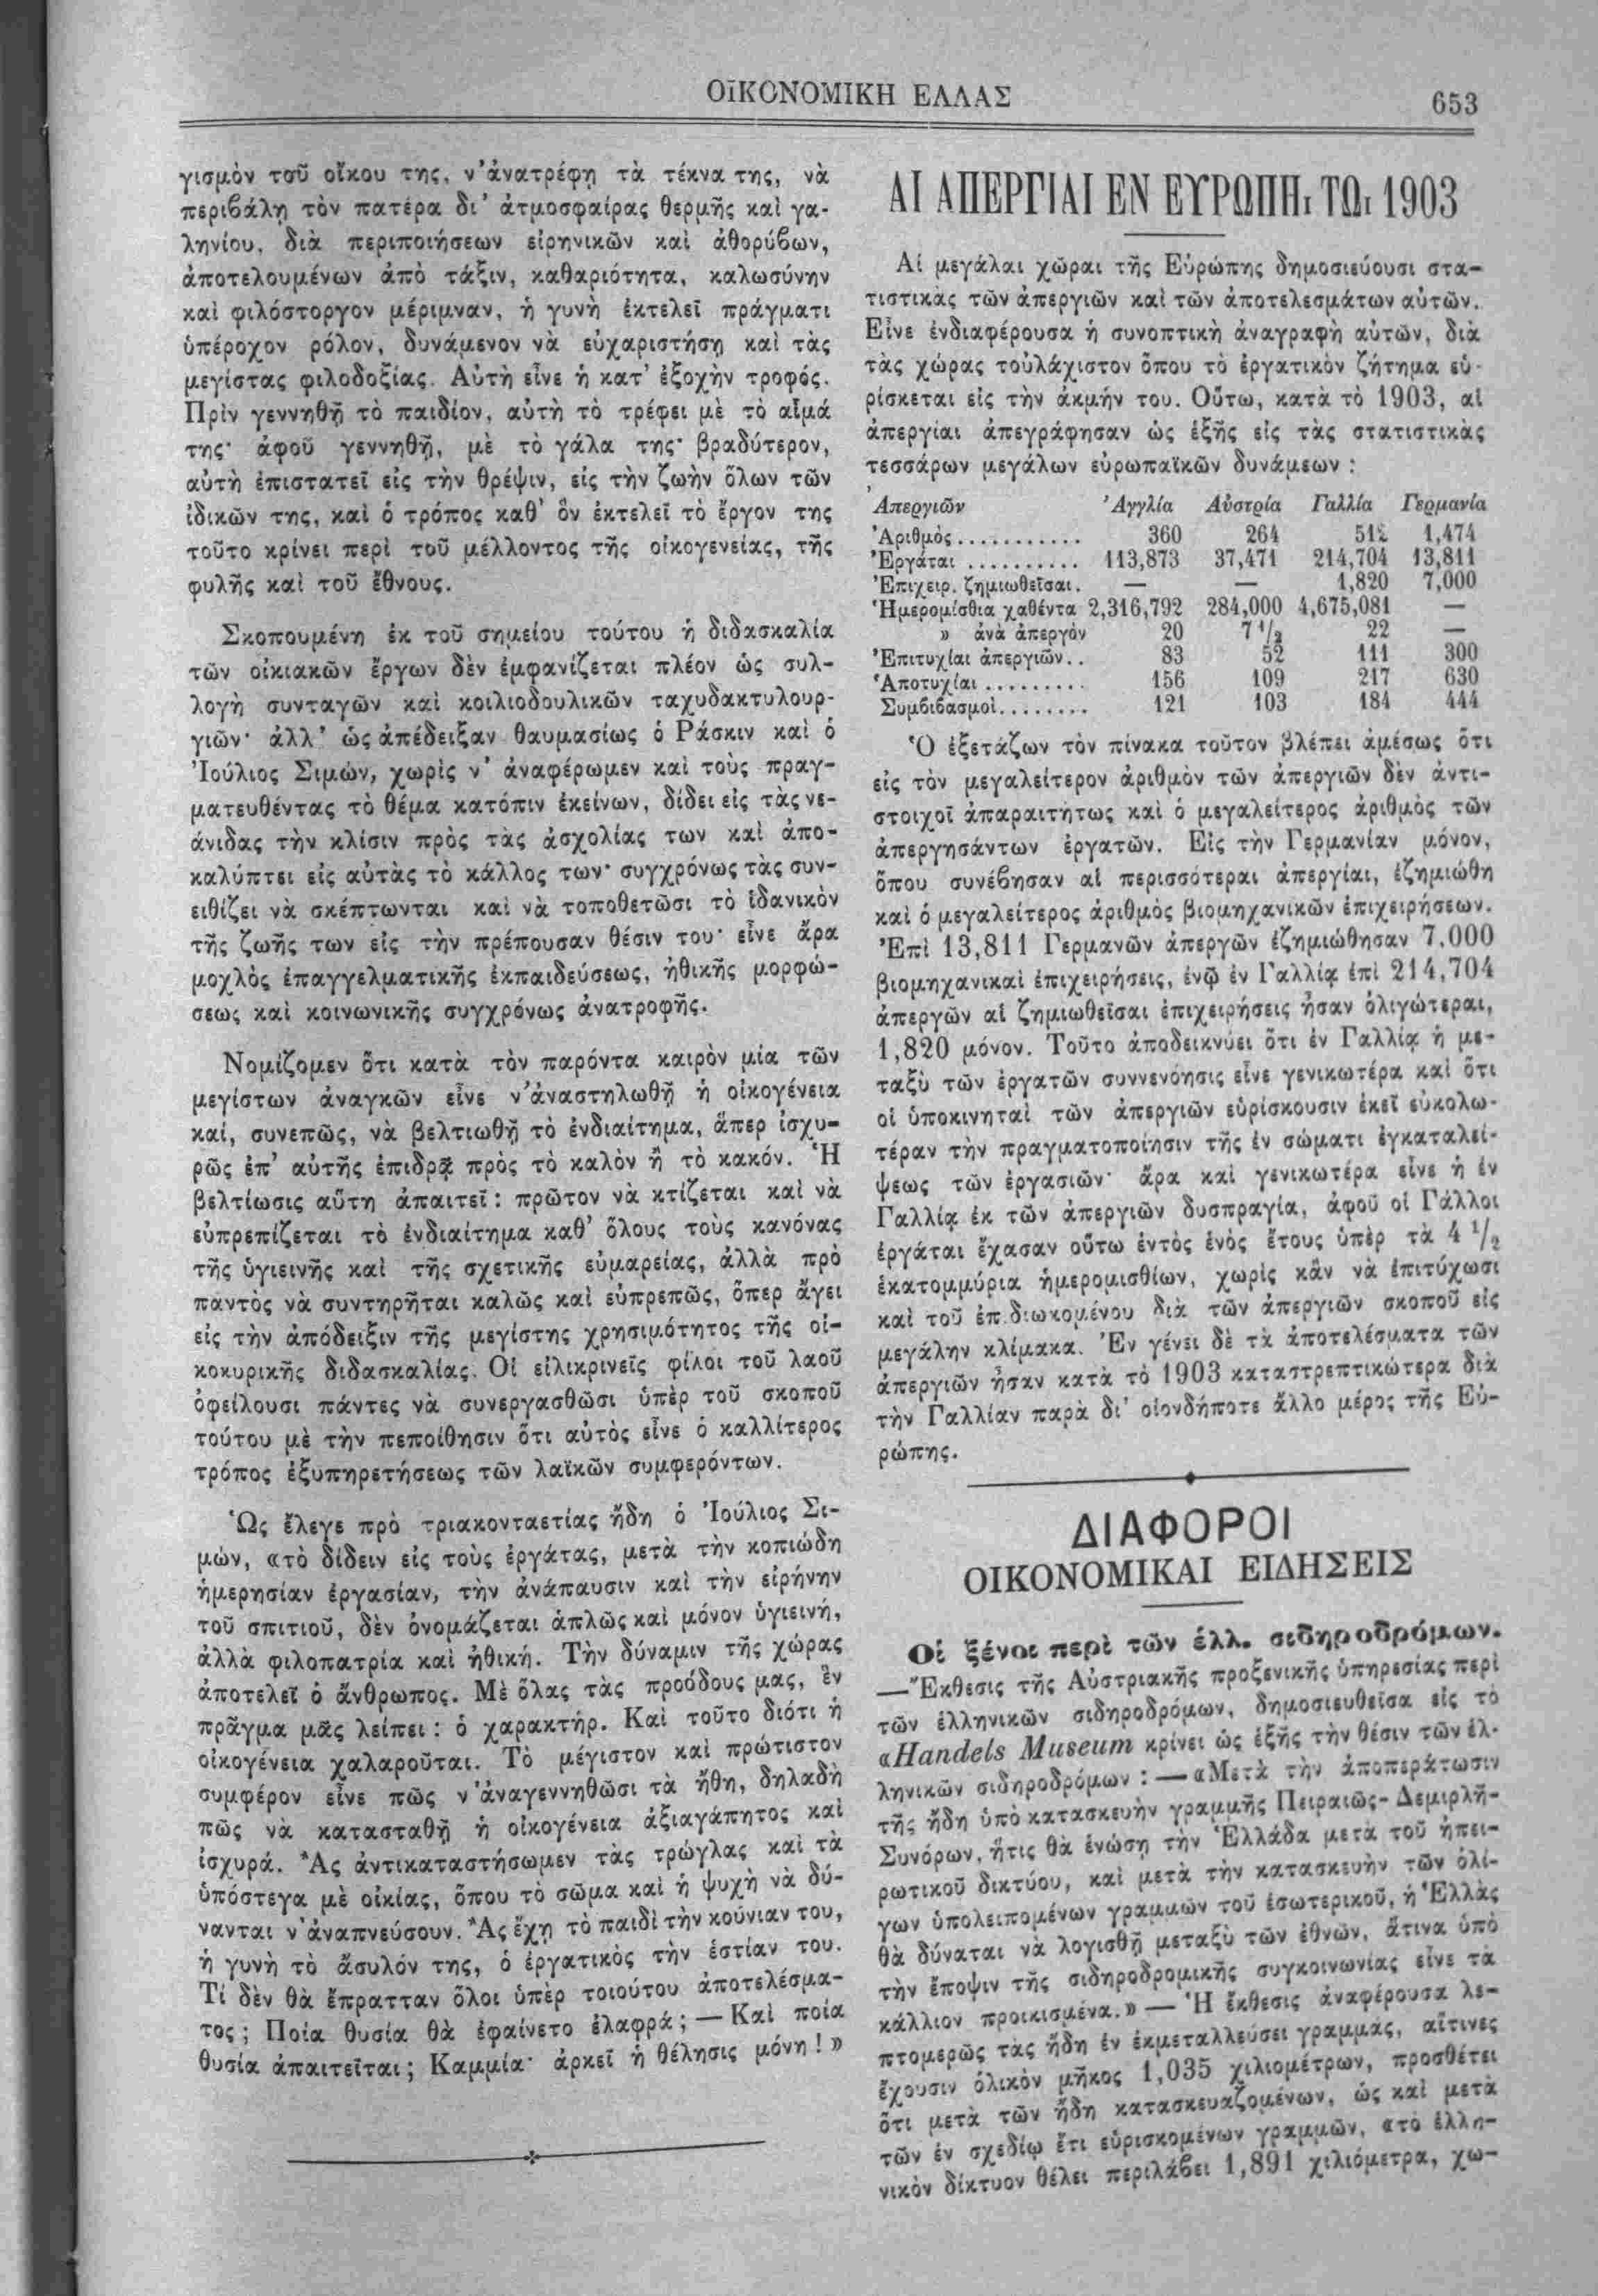 ΟΙΚΟΝΟΜΙΚΗ ΕΛΛΑΣ
653
γισμὸν τοῦ οἴκου της, ν' ἀνατρέφῃ τὰ τέκνα της, νὰ
περιβάλῃ τὸν πατέρα δι' ἀτμοσφαίρας θερμῆς καὶ γα-
ληνίου, διὰ περιποιήσεων εἰρηνικῶν καὶ ἀθορύβων,
ἀποτελουμένων ἀπὸ τάξιν, καθαριότητα, καλωσύνην
καὶ φιλόστοργον μέριμναν, ἡ γυνὴ ἐκτελεῖ πράγματι
ὑπέροχον ρόλον, δυνάμενον νὰ εὐχαριστήσῃ καὶ τὰς
μεγίστας φιλοδοξίας. Αὐτὴ εἶνε ἡ κατ' ἐξοχὴν τροφός.
Πρὶν γεννηθῇ τὸ παιδίον, αὐτὴ τὸ τρέφει μὲ τὸ αἷμά
της· ἀφοῦ γεννηθῇ, μὲ τὸ γάλα της· βραδύτερον,
αὐτὴ ἐπιστατεῖ εἰς τὴν θρέψιν, εἰς τὴν ζωὴν ὅλων τῶν
ἰδικῶν της, καὶ ὁ τρόπος καθ' ὃν ἐκτελεῖ τὸ ἔργον της
τοῦτο κρίνει περὶ τοῦ μέλλοντος τῆς οἰκογενείας, τῆς
φυλῆς καὶ τοῦ ἔθνους.
Σκοπουμένη ἐκ τοῦ σημείου τούτου ἡ διδασκαλία
τῶν οἰκιακῶν ἔργων δὲν ἐμφανίζεται πλέον ὡς συλ-
λογὴ συνταγῶν καὶ κοιλιοδουλικῶν ταχυδακτυλουρ-
γιῶν· ἀλλ' ὡς ἀπέδειξαν θαυμασίως ὁ Ράσκιν καὶ ὁ
Ἰούλιος Σιμών, χωρὶς ν' ἀναφέρωμεν καὶ τοὺς πραγ-
ματευθέντας τὸ θέμα κατόπιν ἐκείνων, δίδει εἰς τὰς νε-
άνιδας τὴν κλίσιν πρὸς τὰς ἀσχολίας των καὶ ἀπο-
καλύπτει εἰς αὐτὰς τὸ κάλλος των· συγχρόνως τὰς συν-
ειθίζει νὰ σκέπτωνται καὶ νὰ τοποθετῶσι τὸ ἰδανικὸν
τῆς ζωῆς των εἰς τὴν πρέπουσαν θέσιν του· εἶνε ἄρα
μοχλὸς ἐπαγγελματικῆς ἐκπαιδεύσεως, ἠθικῆς μορφώ-
σεως καὶ κοινωνικῆς συγχρόνως ἀνατροφῆς.
Νομίζομεν ὅτι κατὰ τὸν παρόντα καιρὸν μία τῶν
μεγίστων ἀναγκῶν εἶνε ν' ἀναστηλωθῇ ἡ οἰκογένεια
καί, συνεπῶς, νὰ βελτιωθῇ τὸ ἐνδιαίτημα, ἅπερ ἰσχυ-
ρῶς ἐπ' αὐτῆς ἐπιδρᾷ πρὸς τὸ καλὸν ἢ τὸ κακόν. Ἡ
βελτίωσις αὕτη ἀπαιτεῖ: πρῶτον νὰ κτίζεται καὶ νὰ
εὐπρεπίζεται τὸ ἐνδιαίτημα καθ' ὅλους τοὺς κανόνας
τῆς ὑγιεινῆς καὶ τῆς σχετικῆς εὐμαρείας, ἀλλὰ πρὸ
παντὸς νὰ συντηρῆται καλῶς καὶ εὐπρεπῶς, ὅπερ ἄγει
εἰς τὴν ἀπόδειξιν τῆς μεγίστης χρησιμότητος τῆς οἰ-
κοκυρικῆς διδασκαλίας. Οἱ εἰλικρινεῖς φίλοι τοῦ λαοῦ
ὀφείλουσι πάντες νὰ συνεργασθῶσι ὑπὲρ τοῦ σκοποῦ
τούτου μὲ τὴν πεποίθησιν ὅτι αὐτὸς εἶνε ὁ καλλίτερος
τρόπος ἐξυπηρετήσεως τῶν λαϊκῶν συμφερόντων.
Ὡς ἔλεγε πρὸ τριακονταετίας ἤδη ὁ Ἰούλιος Σι-
μών, «τὸ δίδειν εἰς τοὺς ἐργάτας, μετὰ τὴν κοπιώδη
ἡμερησίαν ἐργασίαν, τὴν ἀνάπαυσιν καὶ τὴν εἰρήνην
τοῦ σπιτιοῦ, δὲν ὀνομάζεται ἁπλῶς καὶ μόνον ὑγιεινή,
ἀλλὰ φιλοπατρία καὶ ἠθική. Τὴν δύναμιν τῆς χώρας
ἀποτελεῖ ὁ ἄνθρωπος. Μὲ ὅλας τὰς προόδους μας, ἓν
πρᾶγμα μᾶς λείπει: ὁ χαρακτήρ. Καὶ τοῦτο διότι ἡ
οἰκογένεια χαλαροῦται. Τὸ μέγιστον καὶ πρώτιστον
συμφέρον εἶνε πῶς ν' ἀναγεννηθῶσι τὰ ἤθη, δηλαδὴ
πῶς νὰ κατασταθῇ ἡ οἰκογένεια ἀξιαγάπητος καὶ
ἰσχυρά. Ἂς ἀντικαταστήσωμεν τὰς τρώγλας καὶ τὰ
ὑπόστεγα μὲ οἰκίας, ὅπου τὸ σῶμα καὶ ἡ ψυχὴ νὰ δύ-
νανται ν' ἀναπνεύσουν. Ἂς ἔχῃ τὸ παιδὶ τὴν κούνιαν του,
ἡ γυνὴ τὸ ἄσυλόν της, ὁ ἐργατικὸς τὴν ἑστίαν του.
Τί δὲν θὰ ἔπρατταν ὅλοι ὑπὲρ τοιούτου ἀποτελέσμα-
τος; Ποία θυσία θὰ ἐφαίνετο ἐλαφρά; — Καὶ ποία
θυσία ἀπαιτεῖται; Καμμία· ἀρκεῖ ἡ θέλησις μόνη!»
ΑΙ ΑΠΕΡΓΙΑΙ ΕΝ ΕΥΡΩΠΗι ΤΩι 1903
Αἱ μεγάλαι χῶραι τῆς Εὐρώπης δημοσιεύουσι στα-
τιστικὰς τῶν ἀπεργιῶν καὶ τῶν ἀποτελεσμάτων αὐτῶν.
Εἶνε ἐνδιαφέρουσα ἡ συνοπτικὴ ἀναγραφὴ αὐτῶν, διὰ
τὰς χώρας τοὐλάχιστον ὅπου τὸ ἐργατικὸν ζήτημα εὑ-
ρίσκεται εἰς τὴν ἀκμήν του. Οὕτω, κατὰ τὸ 1903, αἱ
ἀπεργίαι ἀπεγράφησαν ὡς ἑξῆς εἰς τὰς στατιστικὰς
τεσσάρων μεγάλων εὐρωπαϊκῶν δυνάμεων:
Ἀπεργιῶν Ἀγγλία Αὐστρία Γαλλία Γερμανία
Ἀριθμὸς............ 360 264 512 1,474
Ἐργάται .......... 113,873 37,471 214,704 13,811
Ἐπιχειρ. ζημιωθεῖσαι. — — 1,820 7,000
Ἡμερομίσθια χαθέντα 2,316,792 284,000 4,675,081 —
» ἀνὰ ἀπεργὸν 20 7 1/2 22 —
Ἐπιτυχίαι ἀπεργιῶν.. 83 52 111 300
Ἀποτυχίαι .......... 156 109 217 630
Συμβιβασμοὶ........ 121 103 184 444
Ὁ ἐξετάζων τὸν πίνακα τοῦτον βλέπει ἀμέσως ὅτι
εἰς τὸν μεγαλείτερον ἀριθμὸν τῶν ἀπεργιῶν δὲν ἀντι-
στοιχοῖ ἀπαραιτήτως καὶ ὁ μεγαλείτερος ἀριθμὸς τῶν
ἀπεργησάντων ἐργατῶν. Εἰς τὴν Γερμανίαν μόνον,
ὅπου συνέβησαν αἱ περισσότεραι ἀπεργίαι, ἐζημιώθη
καὶ ὁ μεγαλείτερος ἀριθμὸς βιομηχανικῶν ἐπιχειρήσεων.
Ἐπὶ 13,811 Γερμανῶν ἀπεργῶν ἐζημιώθησαν 7,000
βιομηχανικαὶ ἐπιχειρήσεις, ἐνῷ ἐν Γαλλίᾳ ἐπὶ 214,704
ἀπεργῶν αἱ ζημιωθεῖσαι ἐπιχειρήσεις ἦσαν ὀλιγώτεραι,
1,820 μόνον. Τοῦτο ἀποδεικνύει ὅτι ἐν Γαλλίᾳ ἡ με-
ταξὺ τῶν ἐργατῶν συννενόησις εἶνε γενικωτέρα καὶ ὅτι
οἱ ὑποκινηταὶ τῶν ἀπεργιῶν εὑρίσκουσιν ἐκεῖ εὐκολω-
τέραν τὴν πραγματοποίησιν τῆς ἐν σώματι ἐγκαταλεί-
ψεως τῶν ἐργασιῶν· ἄρα καὶ γενικωτέρα εἶνε ἡ ἐν
Γαλλίᾳ ἐκ τῶν ἀπεργιῶν δυσπραγία, ἀφοῦ οἱ Γάλλοι
ἐργάται ἔχασαν οὕτω ἐντὸς ἑνὸς ἔτους ὑπὲρ τὰ 4 1/2
ἑκατομμύρια ἡμερομισθίων, χωρὶς κἂν νὰ ἐπιτύχωσι
καὶ τοῦ ἐπιδιωκομένου διὰ τῶν ἀπεργιῶν σκοποῦ εἰς
μεγάλην κλίμακα. Ἐν γένει δὲ τὰ ἀποτελέσματα τῶν
ἀπεργιῶν ἦσαν κατὰ τὸ 1903 καταστρεπτικώτερα διὰ
τὴν Γαλλίαν παρὰ δι' οἱονδήποτε ἄλλο μέρος τῆς Εὐ-
ρώπης.
ΔΙΑΦΟΡΟΙ
ΟΙΚΟΝΟΜΙΚΑΙ ΕΙΔΗΣΕΙΣ
Οἱ ξένοι περὶ τῶν ἑλλ. σιδηροδρόμων.
—Ἔκθεσις τῆς Αὐστριακῆς προξενικῆς ὑπηρεσίας περὶ
τῶν ἑλληνικῶν σιδηροδρόμων, δημοσιευθεῖσα εἰς τὸ
«Handels Museum κρίνει ὡς ἑξῆς τὴν θέσιν τῶν ἑλ-
ληνικῶν σιδηροδρόμων: — «Μετὰ τὴν ἀποπεράτωσιν
τῆς ἤδη ὑπὸ κατασκευὴν γραμμῆς Πειραιῶς-Δεμιρλῆ-
Συνόρων, ἥτις θὰ ἑνώσῃ τὴν Ἑλλάδα μετὰ τοῦ ἠπει-
ρωτικοῦ δικτύου, καὶ μετὰ τὴν κατασκευὴν τῶν ὀλί-
γων ὑπολειπομένων γραμμῶν τοῦ ἐσωτερικοῦ, ἡ Ἑλλὰς
θὰ δύναται νὰ λογισθῇ μεταξὺ τῶν ἐθνῶν, ἅτινα ὑπὸ
τὴν ἔποψιν τῆς σιδηροδρομικῆς συγκοινωνίας εἶνε τὰ
κάλλιον προικισμένα.» — Ἡ ἔκθεσις ἀναφέρουσα λε-
πτομερῶς τὰς ἤδη ἐν ἐκμεταλλεύσει γραμμάς, αἵτινες
ἔχουσιν ὁλικὸν μῆκος 1,035 χιλιομέτρων, προσθέτει
ὅτι μετὰ τῶν ἤδη κατασκευαζομένων, ὡς καὶ μετὰ
τῶν ἐν σχεδίῳ ἔτι εὑρισκομένων γραμμῶν, «τὸ ἑλλη-
νικὸν δίκτυον θέλει περιλάβει 1,891 χιλιόμετρα, χω-